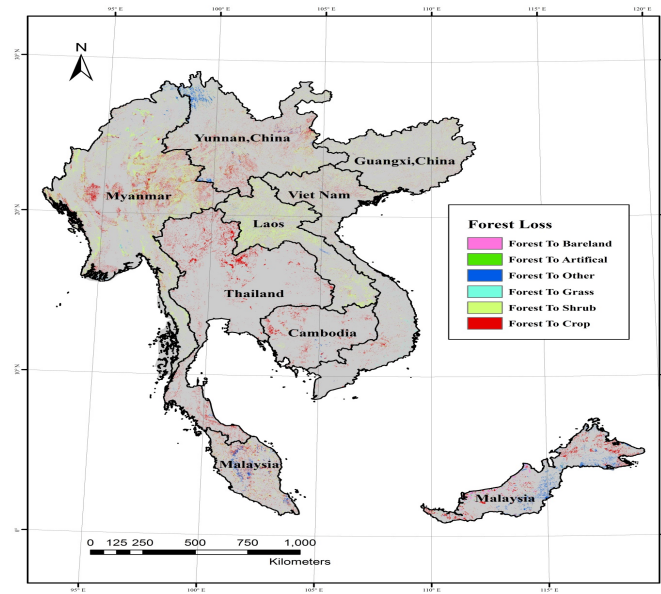 95° E 100° E 105° E 110° E 115° E 120° E
N
Yunnan,China
Guangxi,China
Myanmar
Viet Nam
Laos
Thailand
Cambodia
Malaysia
Malaysia
Forest Loss
Forest To Bareland
Forest To Artifical
Forest To Other
Forest To Grass
Forest To Shrub
Forest To Crop
20°N
10°N
0 125 250 500 750 1,000
Kilometers
95° E 100° E 105° E 110° E 115° E